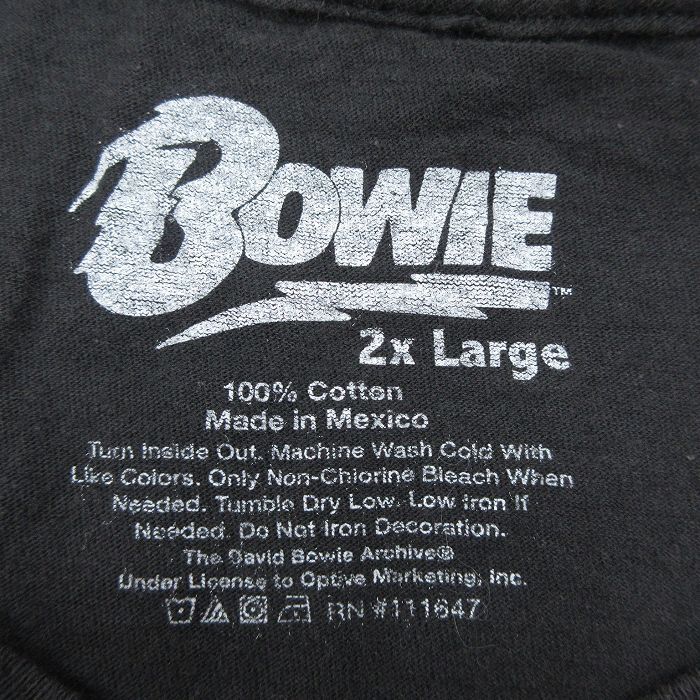 BOWIE™
2x Large
100% Cotton
Made in Mexico
Turn Inside Out. Machine Wash Cold With
Like Colors. Only Non-Chlorine Bleach When
Needed. Tumble Dry Low. Low Iron If
Needed. Do Not Iron Decoration.
The David Bowie Archive®
Under License to Optive Marketing, Inc.
RN #111647